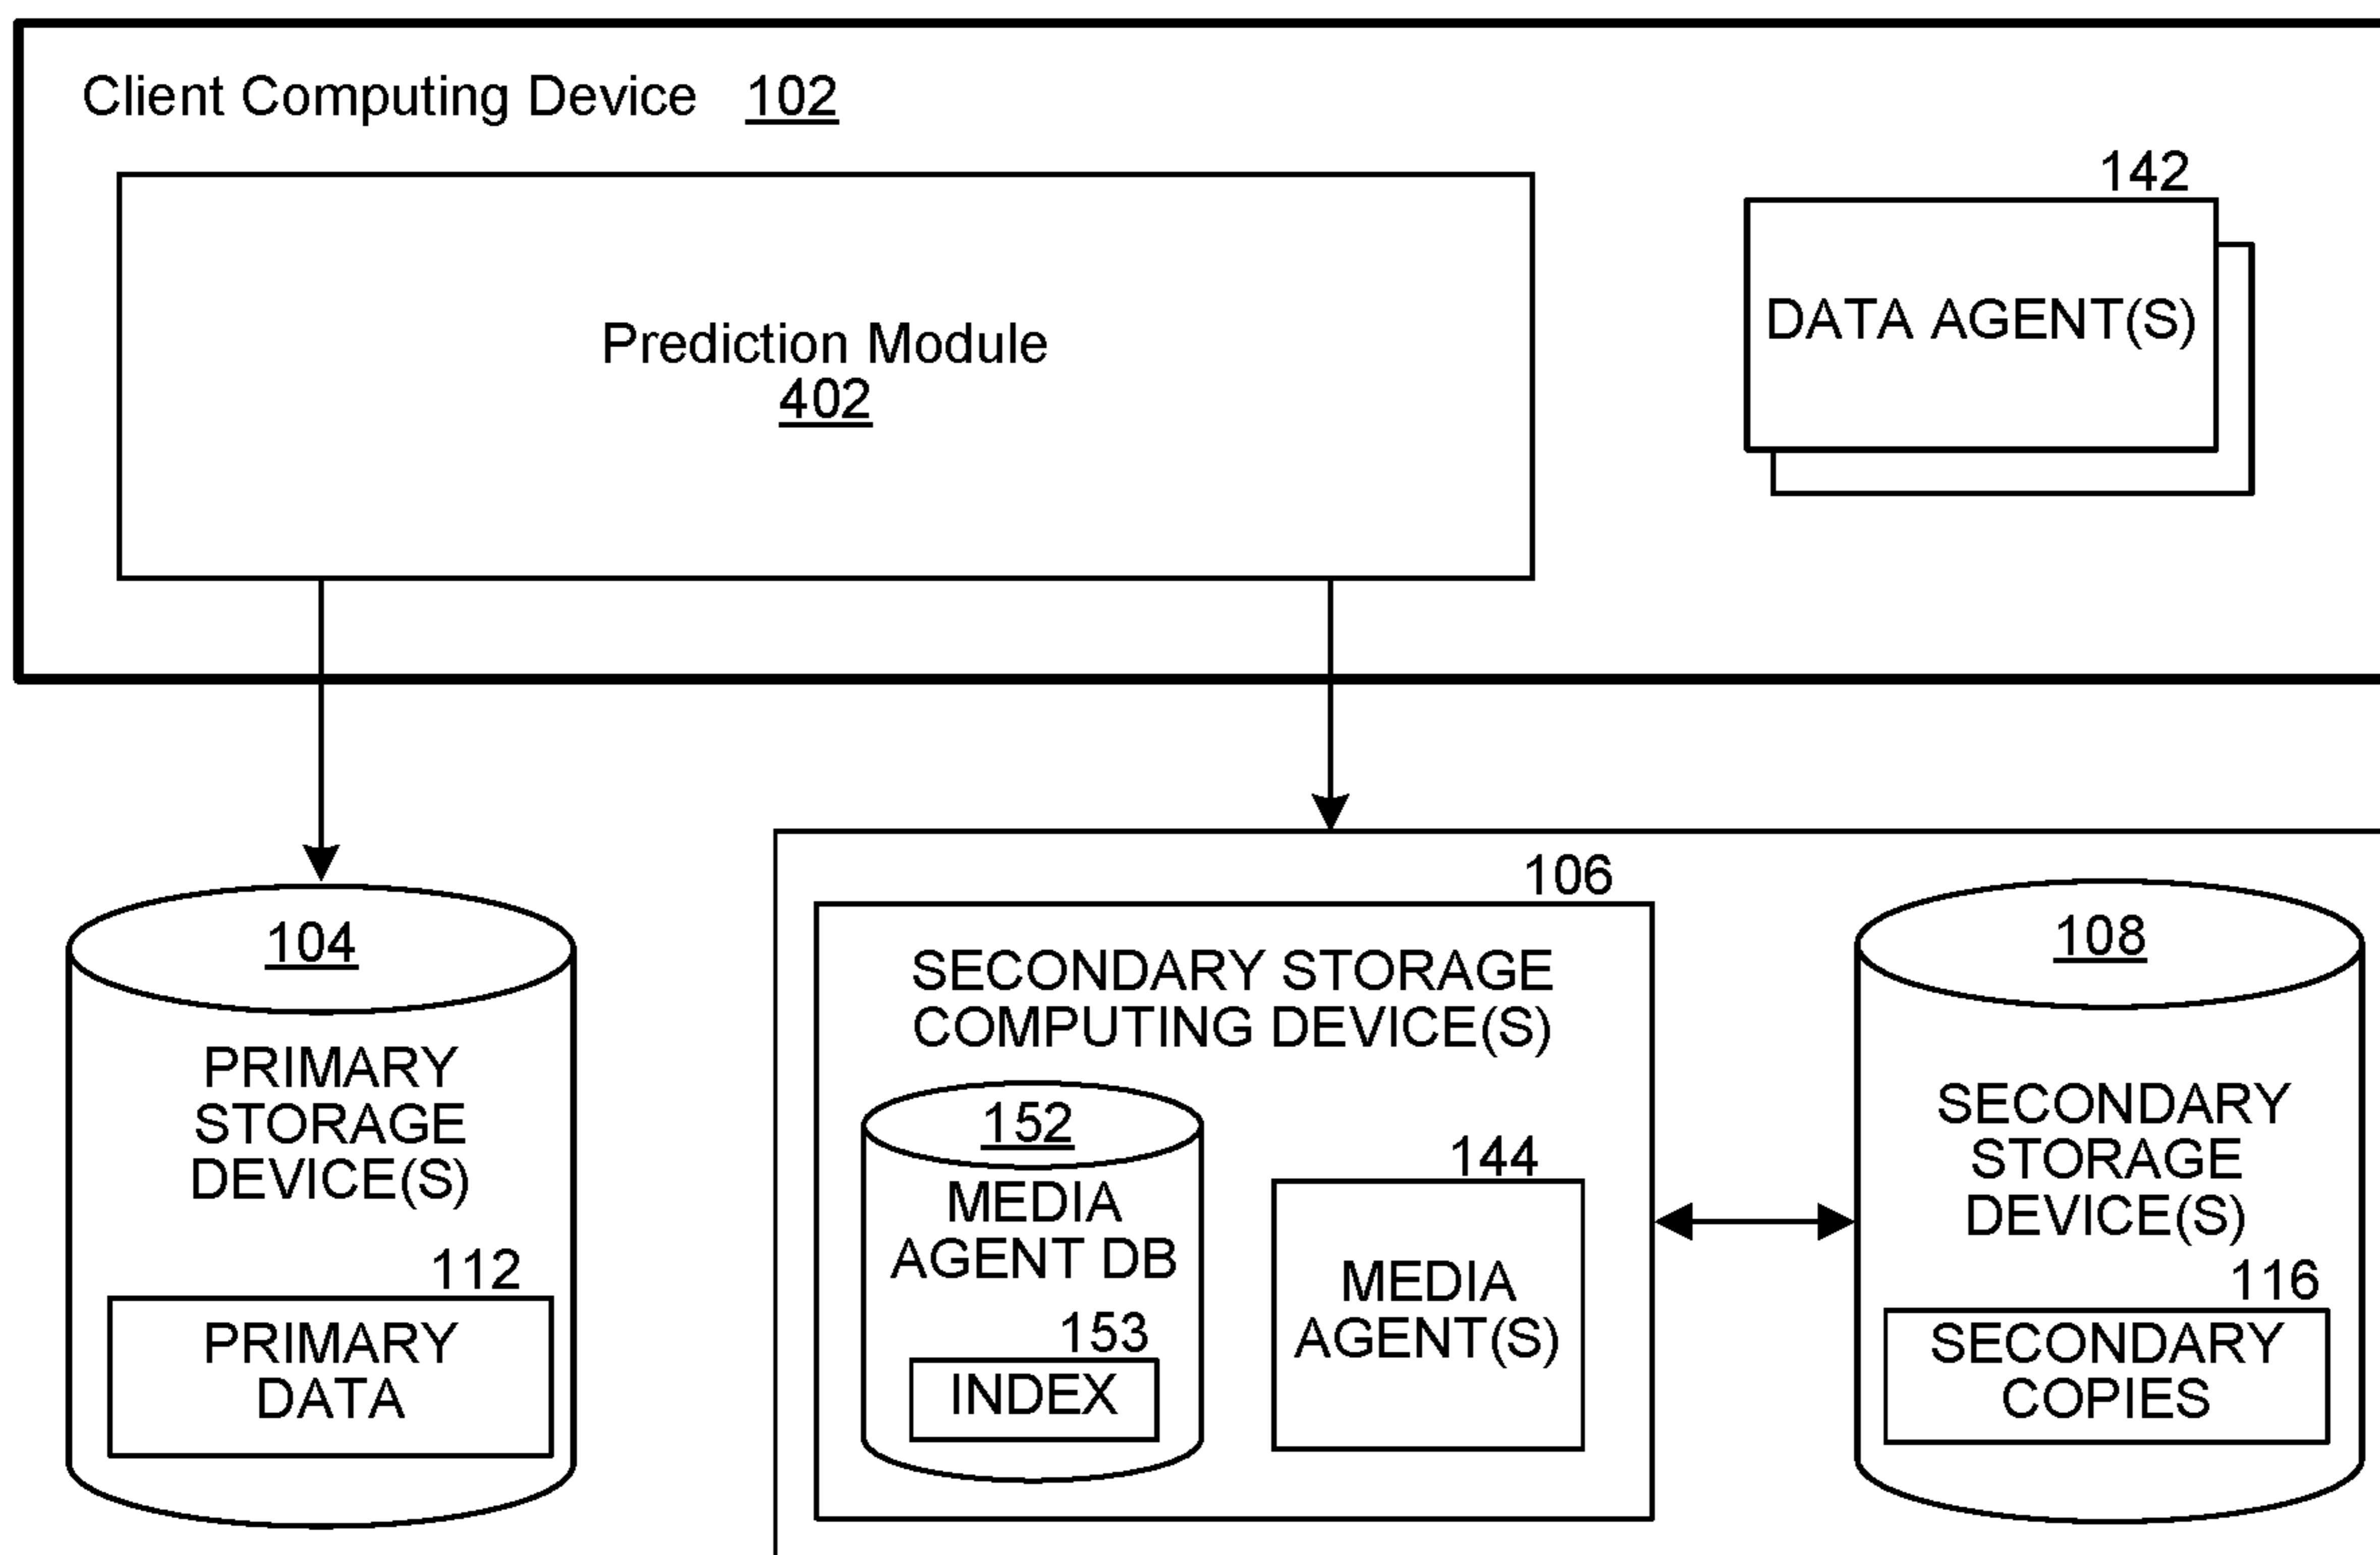 Client Computing Device 102
142
Prediction Module
402
DATA AGENT(S)
104
PRIMARY
STORAGE
DEVICE(S)
112
PRIMARY
DATA
106
SECONDARY STORAGE
COMPUTING DEVICE(S)
152
MEDIA
AGENT DB
153
INDEX
144
MEDIA
AGENT(S)
108
SECONDARY
STORAGE
DEVICE(S)
116
SECONDARY
COPIES